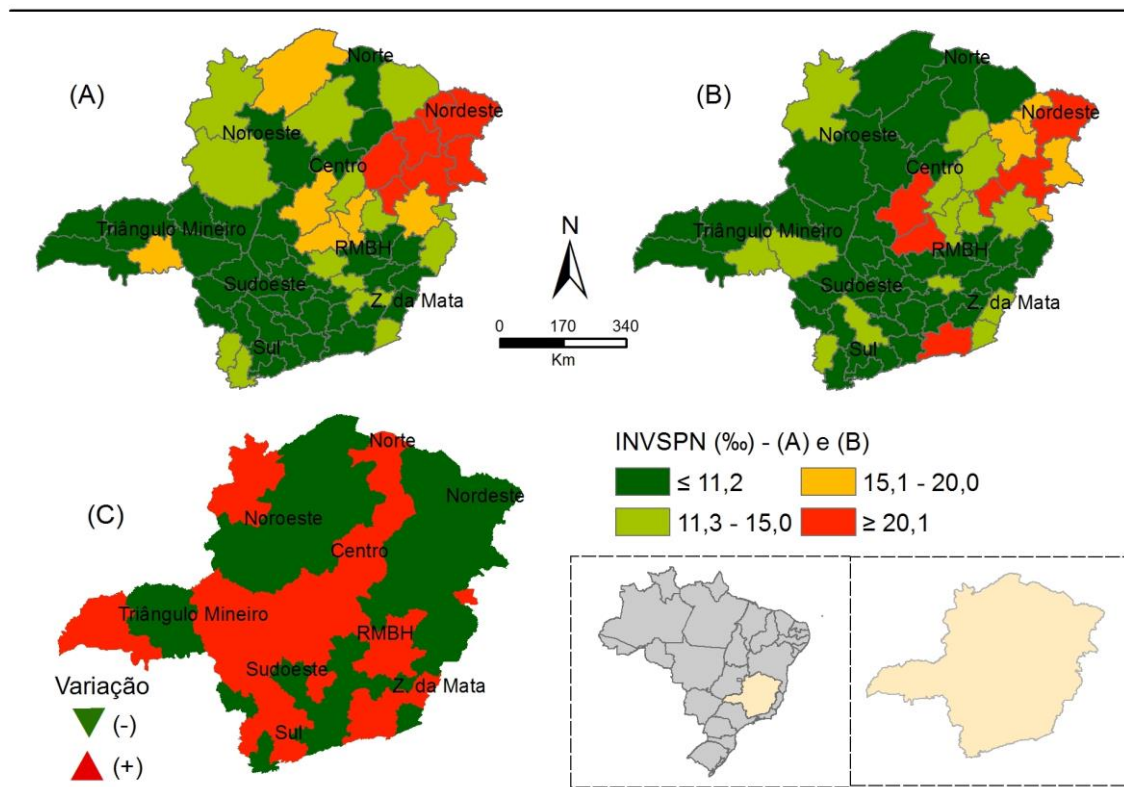 (A)
Norte
Nordeste
Noroeste
Centro
Triângulo Mineiro
RMBH
Sudoeste
Z. da Mata
Sul
N
0 170 340
Km
(B)
Norte
Nordeste
Noroeste
Centro
Triângulo Mineiro
RMBH
Sudoeste
Z. da Mata
Sul
(C)
Norte
Nordeste
Noroeste
Centro
Triângulo Mineiro
RMBH
Sudoeste
Z. da Mata
Sul
Variação
(-)
(+)
INVSPN (‰) - (A) e (B)
≤ 11,2 15,1 - 20,0
11,3 - 15,0 ≥ 20,1